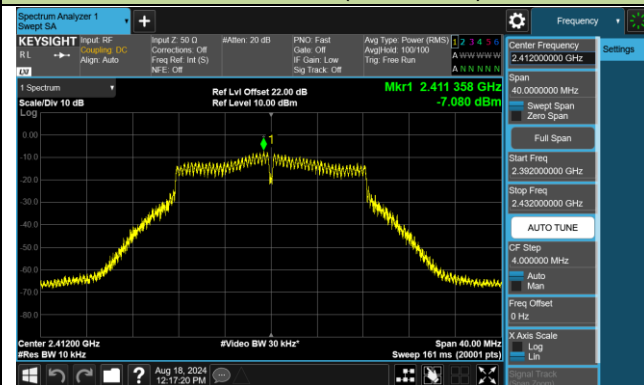 Spectrum Analyzer 1
Swept SA
Frequency
KEYSIGHT
RL
LXI
Input: RF
Coupling: DC
Align: Auto
Input Z: 50 Ω
Corrections: Off
Freq Ref: Int (S)
NFE: Off
#Atten: 20 dB
PNO: Fast
Gate: Off
IF Gain: Low
Sig Track: Off
Avg Type: Power (RMS)
Avg|Hold: 100/100
Trig: Free Run
1 2 3 4 5 6
A W W W W W
A N N N N N
1 Spectrum
Scale/Div 10 dB
Log
Ref Lvl Offset 22.00 dB
Ref Level 10.00 dBm
Mkr1 2.411 358 GHz
-7.080 dBm
1
0.00
-10.0
-20.0
-30.0
-40.0
-50.0
-60.0
-70.0
-80.0
Center 2.41200 GHz
#Res BW 10 kHz
#Video BW 30 kHz*
Span 40.00 MHz
Sweep 161 ms (20001 pts)
Aug 18, 2024
12:17:20 PM
Center Frequency
2.412000000 GHz
Settings
Span
40.0000000 MHz
Swept Span
Zero Span
Full Span
Start Freq
2.392000000 GHz
Stop Freq
2.432000000 GHz
AUTO TUNE
CF Step
4.000000 MHz
Auto
Man
Freq Offset
0 Hz
X Axis Scale
Log
Lin
Signal Track